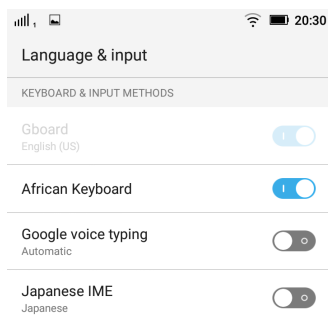 1 20:30
Language & input
KEYBOARD & INPUT METHODS
Gboard
English (US)
African Keyboard
Google voice typing
Automatic
Japanese IME
Japanese